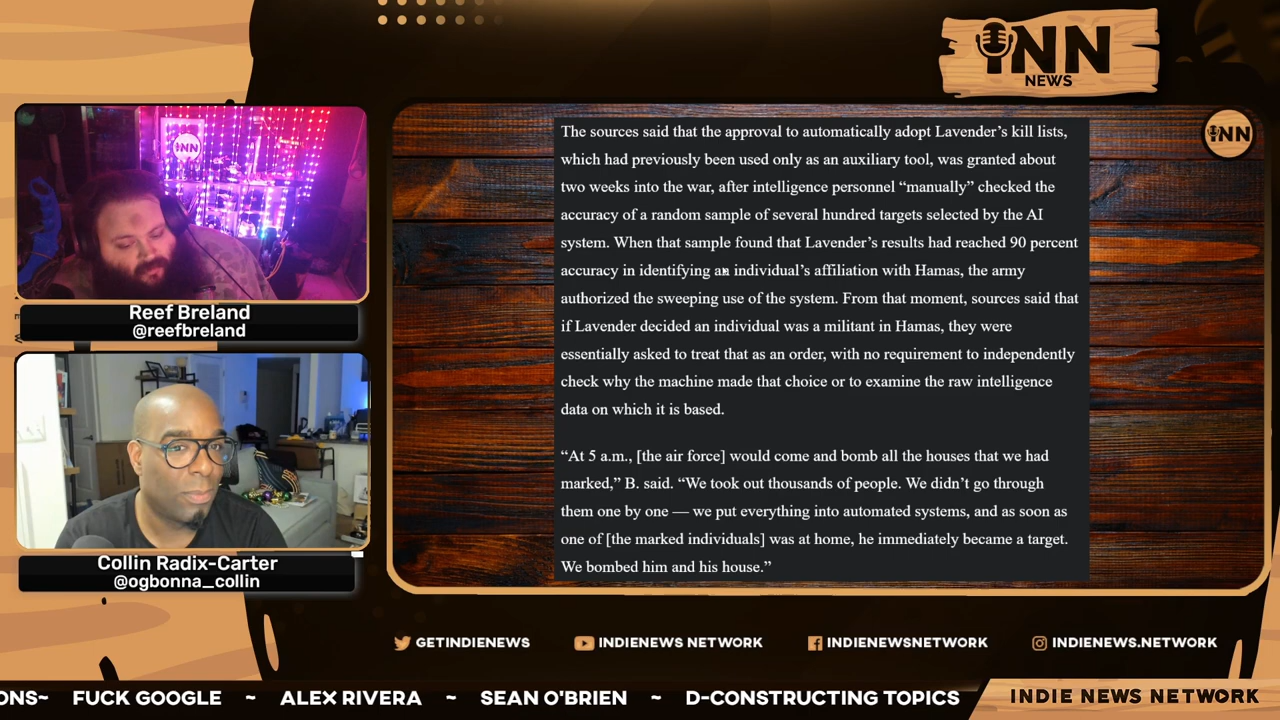 iNN
NEWS
iNN
iNN
The sources said that the approval to automatically adopt Lavender’s kill lists,
which had previously been used only as an auxiliary tool, was granted about
two weeks into the war, after intelligence personnel “manually” checked the
accuracy of a random sample of several hundred targets selected by the AI
system. When that sample found that Lavender’s results had reached 90 percent
accuracy in identifying an individual’s affiliation with Hamas, the army
authorized the sweeping use of the system. From that moment, sources said that
if Lavender decided an individual was a militant in Hamas, they were
essentially asked to treat that as an order, with no requirement to independently
check why the machine made that choice or to examine the raw intelligence
data on which it is based.
“At 5 a.m., [the air force] would come and bomb all the houses that we had
marked,” B. said. “We took out thousands of people. We didn’t go through
them one by one — we put everything into automated systems, and as soon as
one of [the marked individuals] was at home, he immediately became a target.
We bombed him and his house.”
Reef Breland
@reefbreland
Collin Radix-Carter
@ogbonna_collin
GETINDIENEWS
INDIENEWS NETWORK
INDIENEWSNETWORK
INDIENEWS.NETWORK
ONS~ FUCK GOOGLE ~ ALEX RIVERA ~ SEAN O'BRIEN ~ D-CONSTRUCTING TOPICS
INDIE NEWS NETWORK